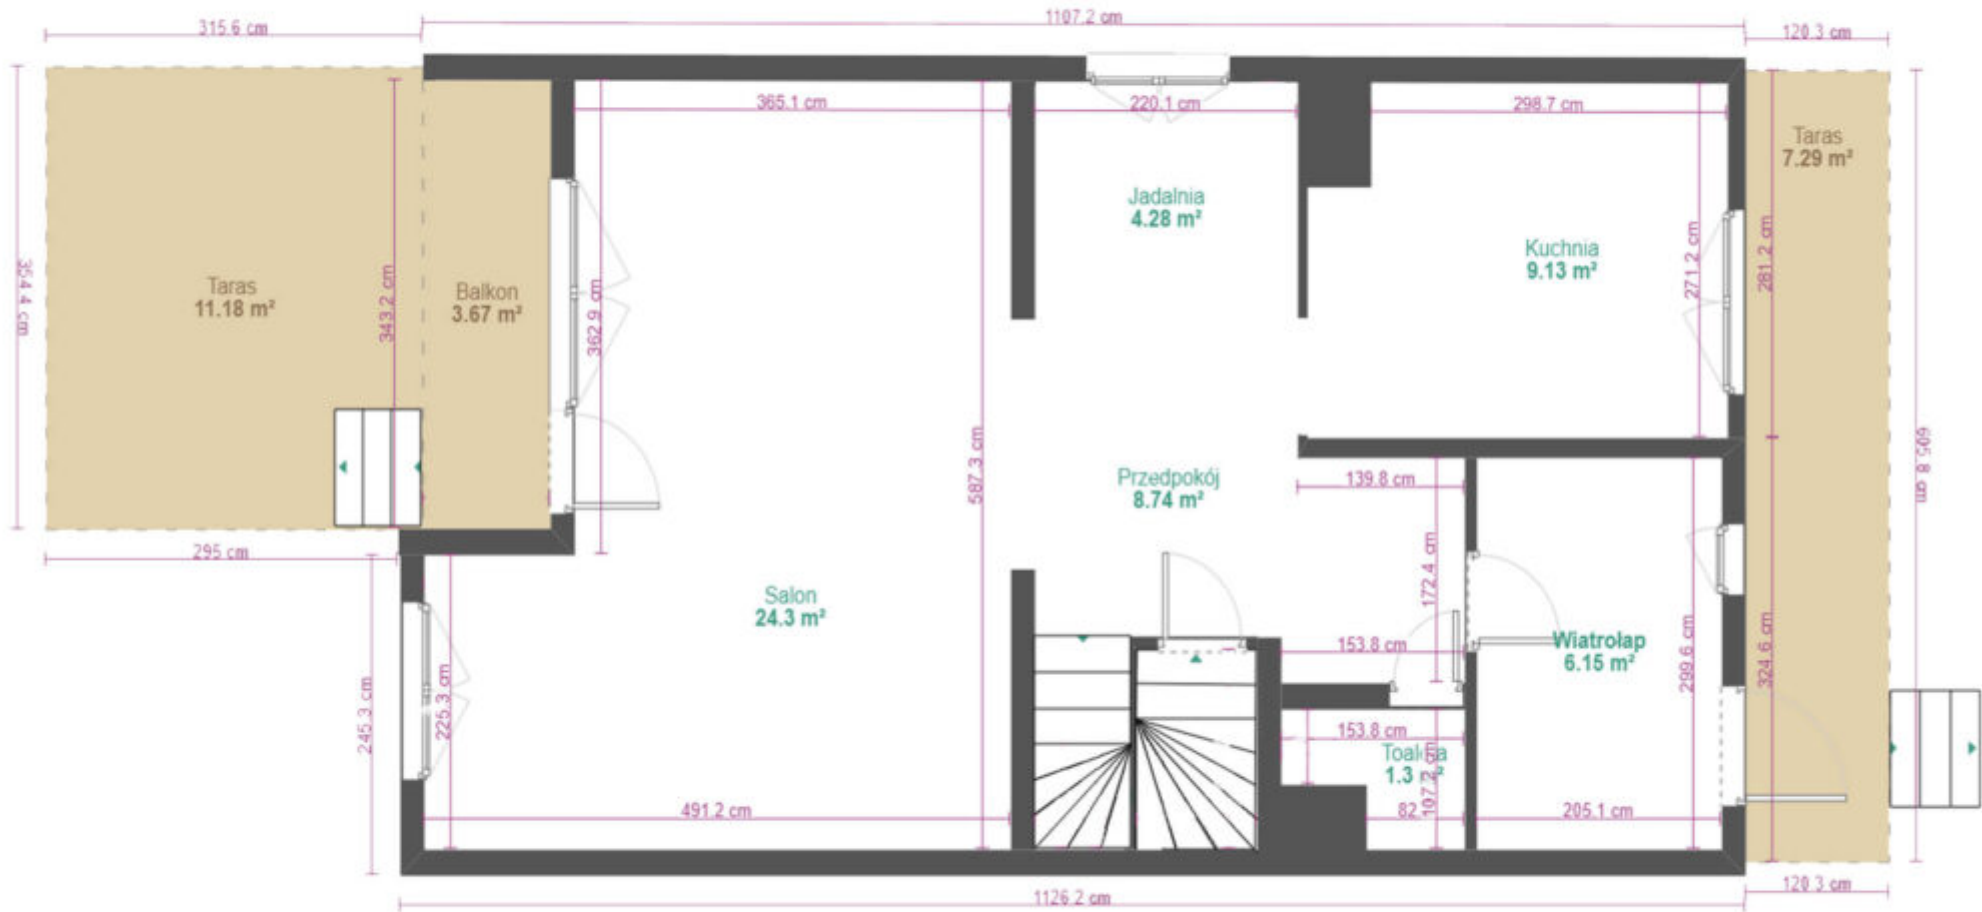 1107.2 cm
315.6 cm
120.3 cm
365.1 cm
220.1 cm
298.7 cm
Taras
7.29 m²
Jadalnia
4.28 m²
Kuchnia
9.13 m²
271.2 cm
281.2 cm
354.4 cm
Taras
11.18 m²
343.2 cm
Balkon
3.67 m²
362.9 cm
587.3 cm
Przedpokój
8.74 m²
139.8 cm
605.8 cm
295 cm
172.4 cm
Salon
24.3 m²
153.8 cm
Wiatrołap
6.15 m²
299.6 cm
324.6 cm
245.3 cm
225.3 cm
153.8 cm
1.3
107.2 cm
491.2 cm
82
205.1 cm
120.3 cm
1126.2 cm